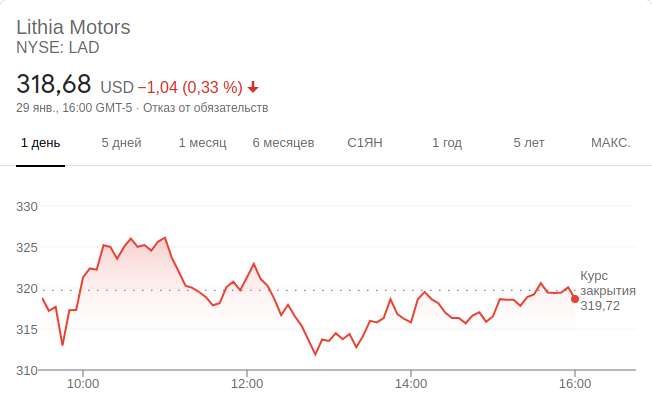 Lithia Motors
NYSE: LAD
318,68 USD −1,04 (0,33 %)
29 янв., 16:00 GMT-5 · Отказ от обязательств
1 день 5 дней 1 месяц 6 месяцев С1ЯН 1 год 5 лет МАКС.
330
325
320
315
310
Курс
закрытия
319,72
10:00 12:00 14:00 16:00